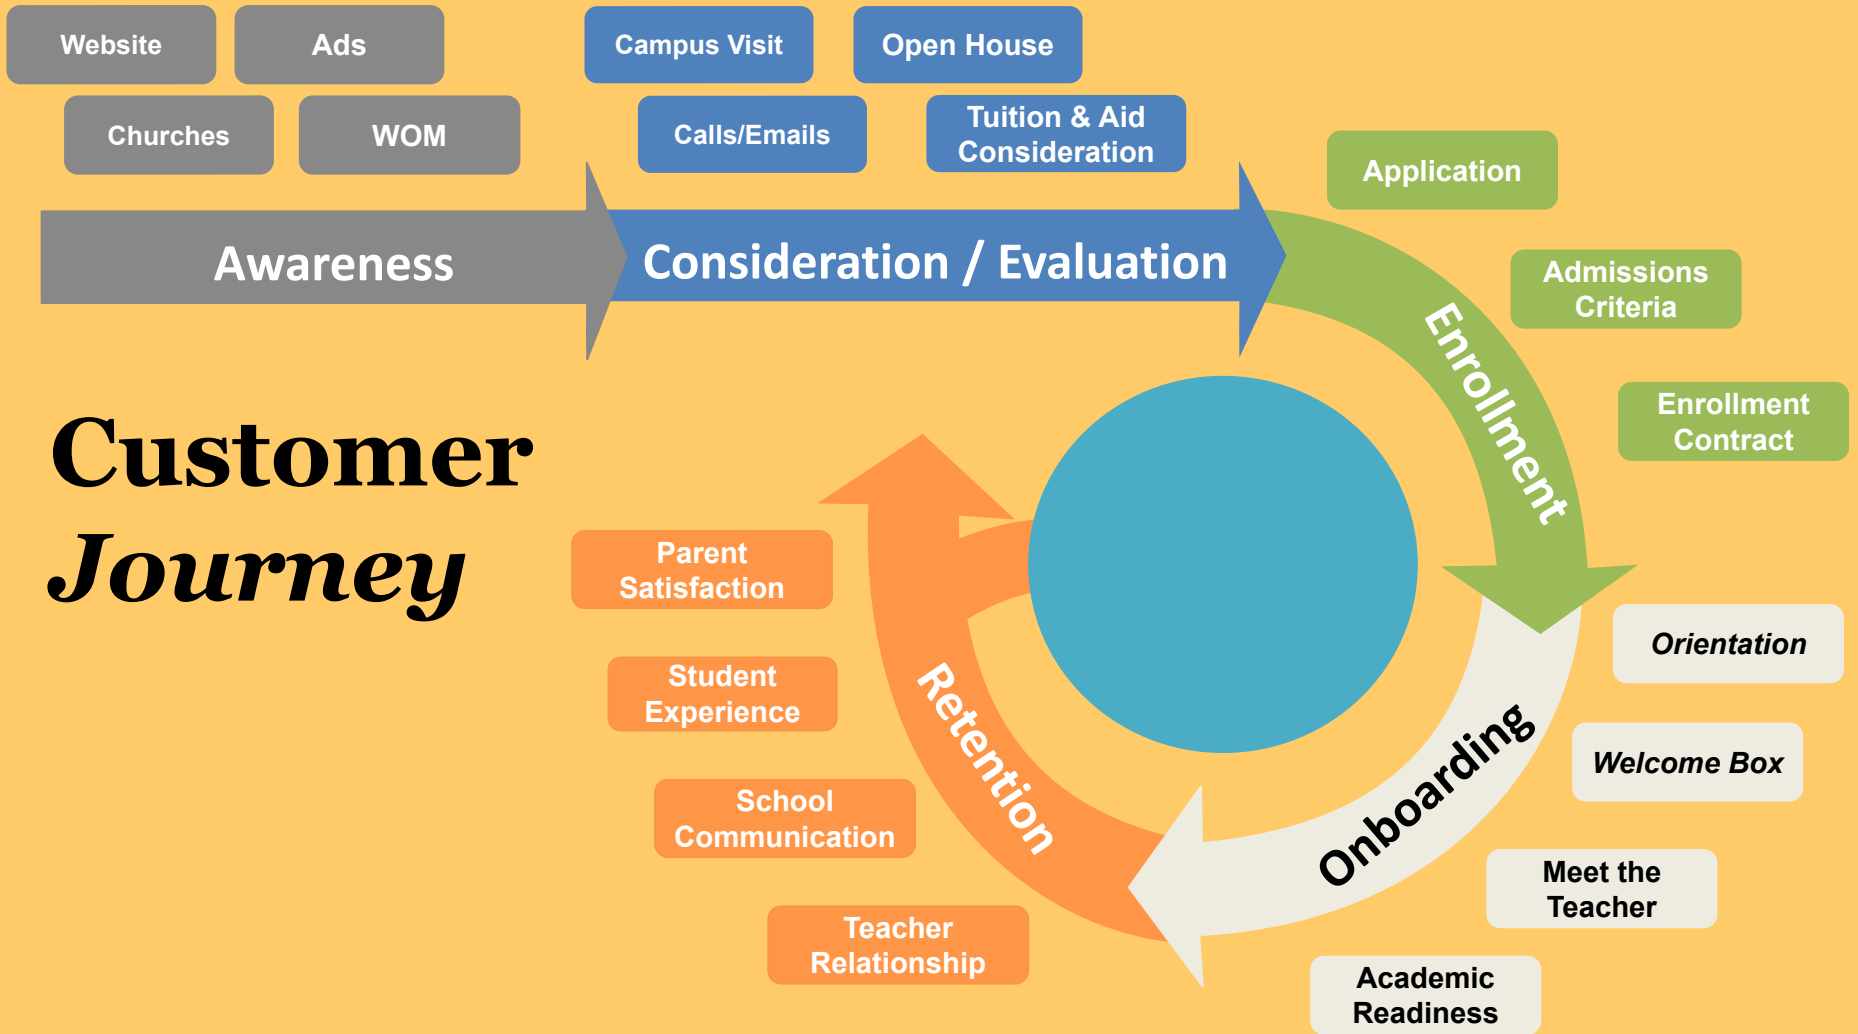 Website
Ads
Campus Visit
Open House
Churches
WOM
Calls/Emails
Tuition & Aid
Consideration
Application
Awareness
Consideration / Evaluation
Admissions
Criteria
Enrollment
Enrollment
Contract
Customer
Journey
Parent
Satisfaction
Orientation
Student
Experience
Retention
Onboarding
Welcome Box
School
Communication
Meet the
Teacher
Teacher
Relationship
Academic
Readiness